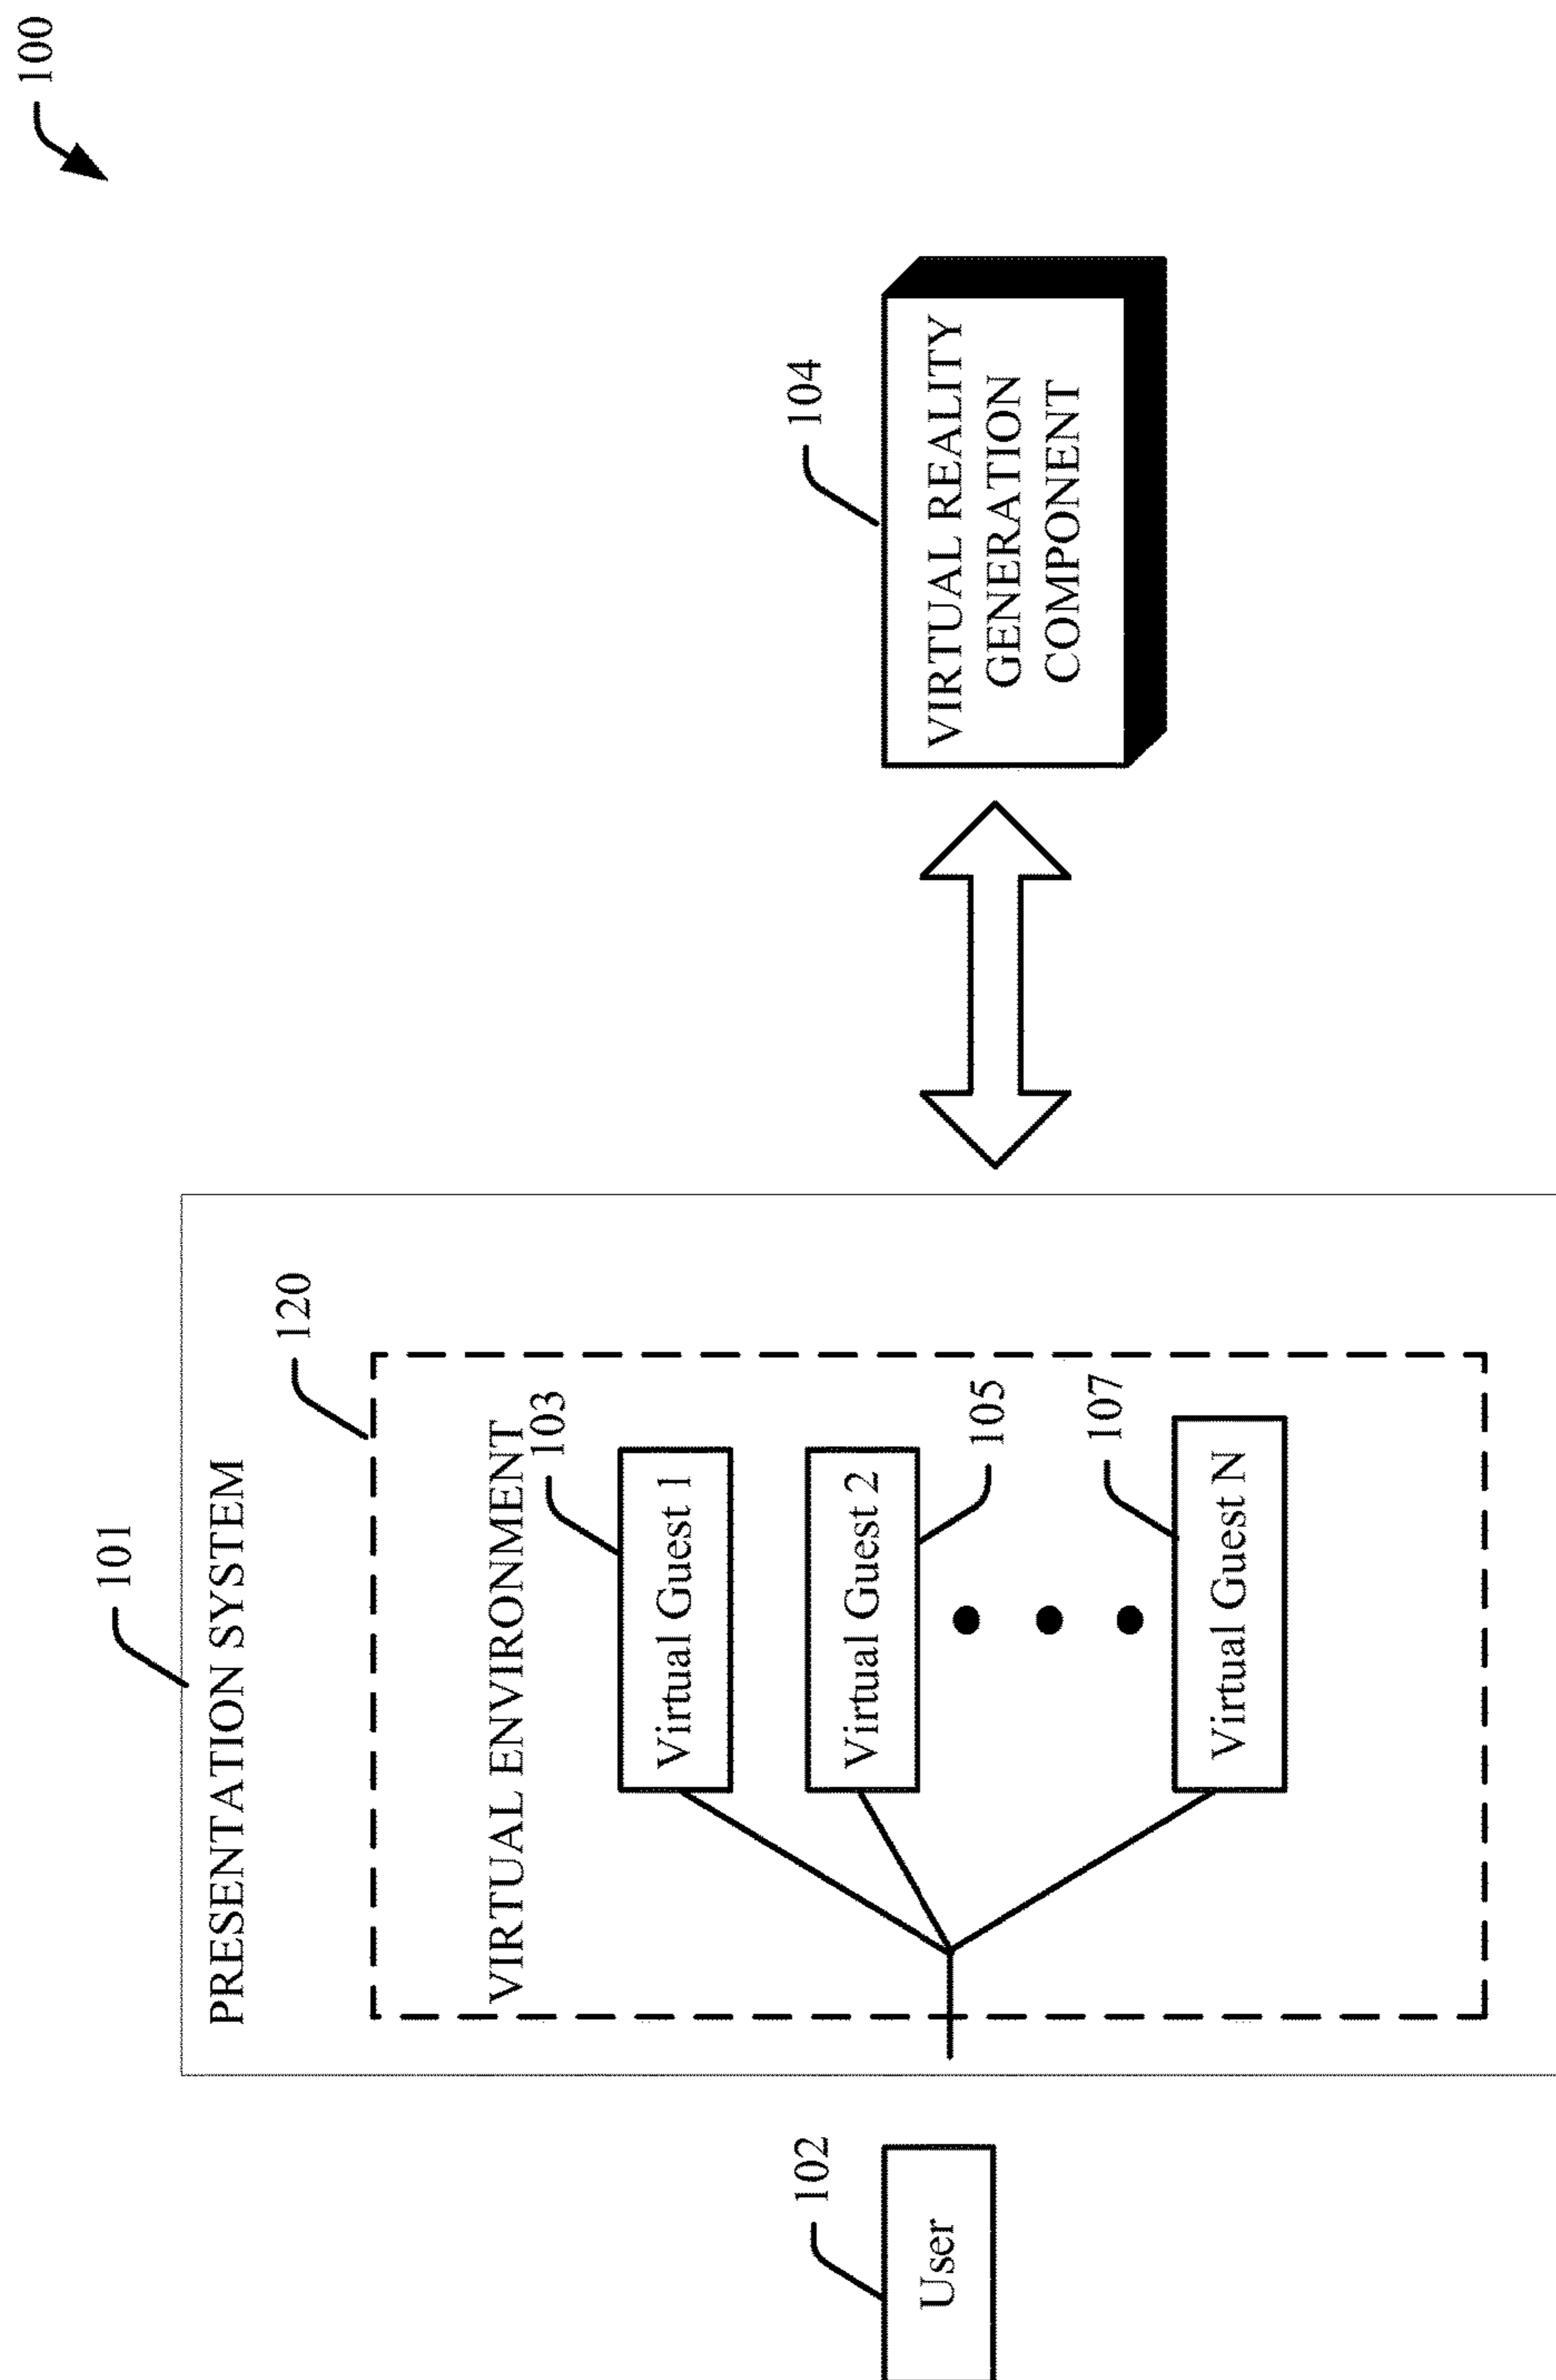 100
101
PRESENTATION SYSTEM
120
VIRTUAL ENVIRONMENT
103
Virtual Guest 1
Virtual Guest 2
105
107
Virtual Guest N
102
User
104
VIRTUAL REALITY
GENERATION
COMPONENT